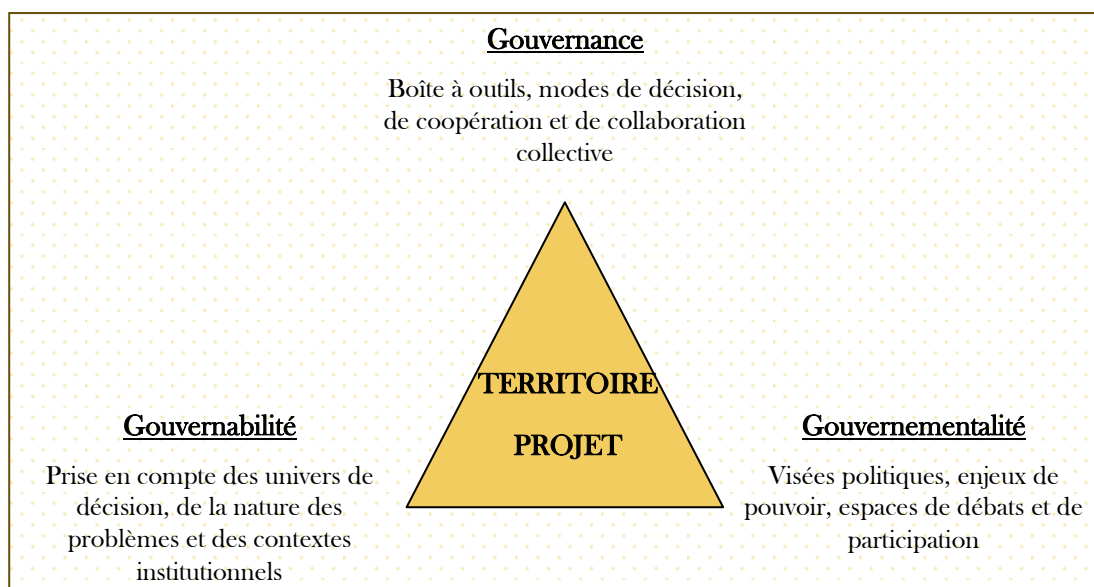 Gouvernance
Boîte à outils, modes de décision,
de coopération et de collaboration
collective
TERRITOIRE
PROJET
Gouvernabilité
Prise en compte des univers de
décision, de la nature des
problèmes et des contextes
institutionnels
Gouvernementalité
Visées politiques, enjeux de
pouvoir, espaces de débats et de
participation